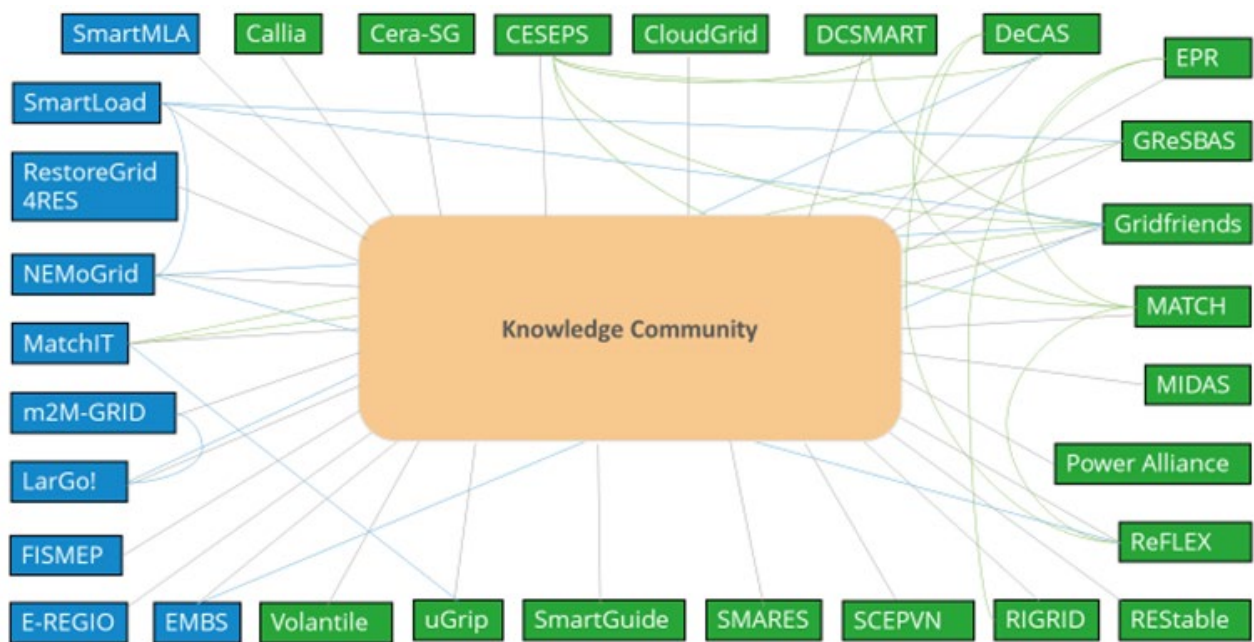 SmartMLA
Callia
Cera-SG
CESEPS
CloudGrid
DCSMART
DeCAS
EPR
SmartLoad
GReSBAS
RestoreGrid
4RES
Gridfriends
NEMoGrid
MATCH
MatchIT
Knowledge Community
MIDAS
m2M-GRID
Power Alliance
LarGo!
ReFLEX
FISMEP
E-REGIO
EMBS
Volantile
uGrip
SmartGuide
SMARES
SCEPVN
RIGRID
REStable